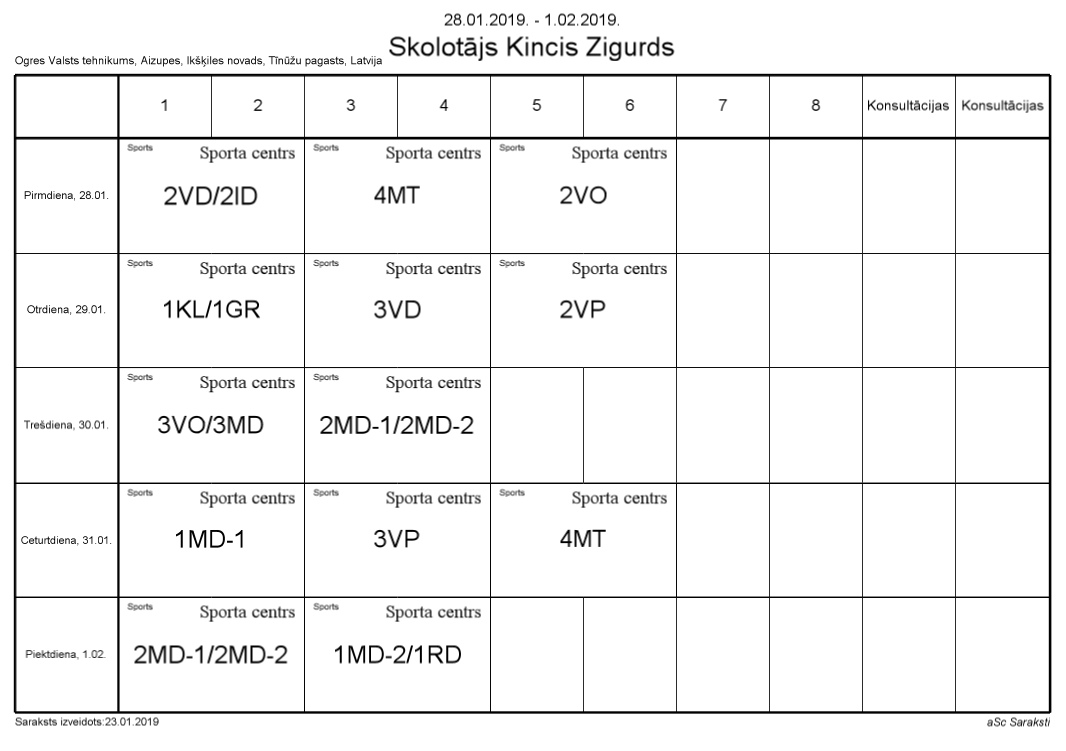 28.01.2019. - 1.02.2019.
Skolotājs Kincis Zigurds
Ogres Valsts tehnikums, Aizupes, Ikšķiles novads, Tīnūžu pagasts, Latvija
1 2 3 4 5 6 7 8 Konsultācijas Konsultācijas
Sports Sporta centrs Sports Sporta centrs Sports Sporta centrs
Pirmdiena, 28.01. 2VD/2ID 4MT 2VO
Sports Sporta centrs Sports Sporta centrs Sports Sporta centrs
Otrdiena, 29.01. 1KL/1GR 3VD 2VP
Sports Sporta centrs Sports Sporta centrs
Trešdiena, 30.01. 3VO/3MD 2MD-1/2MD-2
Sports Sporta centrs Sports Sporta centrs Sports Sporta centrs
Ceturtdiena, 31.01. 1MD-1 3VP 4MT
Sports Sporta centrs Sports Sporta centrs
Piektdiena, 1.02. 2MD-1/2MD-2 1MD-2/1RD
Saraksts izveidots:23.01.2019 aSc Saraksti